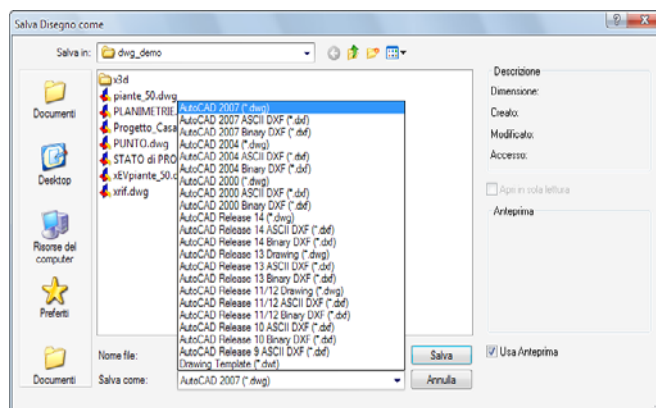 Salva Disegno come
Salva in:
dwg_demo
Documenti
Desktop
Risorse del
computer
Preferiti
Documenti
x3d
piante_50.dwg
PLANIMETRIE
Progetto_Casa
PUNTO.dwg
STATO di PRO
xEVpiante_50.d
xrif.dwg
AutoCAD 2007 (*.dwg)
AutoCAD 2007 ASCII DXF (*.dxf)
AutoCAD 2007 Binary DXF (*.dxf)
AutoCAD 2004 (*.dwg)
AutoCAD 2004 ASCII DXF (*.dxf)
AutoCAD 2004 Binary DXF (*.dxf)
AutoCAD 2000 (*.dwg)
AutoCAD 2000 ASCII DXF (*.dxf)
AutoCAD 2000 Binary DXF (*.dxf)
AutoCAD Release 14 (*.dwg)
AutoCAD Release 14 ASCII DXF (*.dxf)
AutoCAD Release 14 Binary DXF (*.dxf)
AutoCAD Release 13 Drawing (*.dwg)
AutoCAD Release 13 ASCII DXF (*.dxf)
AutoCAD Release 13 Binary DXF (*.dxf)
AutoCAD Release 11/12 Drawing (*.dwg)
AutoCAD Release 11/12 ASCII DXF (*.dxf)
AutoCAD Release 11/12 Binary DXF (*.dxf)
AutoCAD Release 10 ASCII DXF (*.dxf)
AutoCAD Release 10 Binary DXF (*.dxf)
AutoCAD Release 9 ASCII DXF (*.dxf)
Drawing Template (*.dwt)
Nome file:
Salva come:
AutoCAD 2007 (*.dwg)
Salva
Annulla
Descrizione
Dimensione:
Creato:
Modificato:
Accesso:
Apri in sola lettura
Anteprima
Usa Anteprima